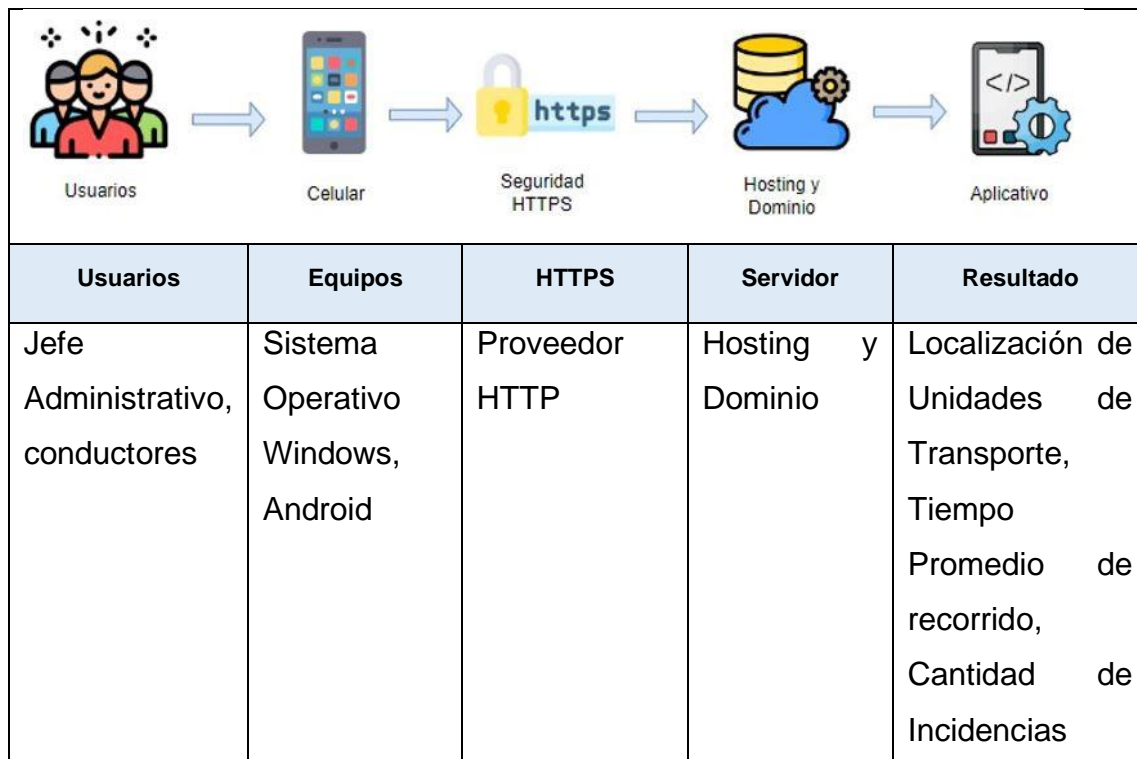 https
</>
Usuarios
Celular
Seguridad
HTTPS
Hosting y
Dominio
Aplicativo
Usuarios
Equipos
HTTPS
Servidor
Resultado
Jefe
Administrativo,
conductores
Sistema
Operativo
Windows,
Android
Proveedor
HTTP
Hosting y
Dominio
Localización de
Unidades de
Transporte,
Tiempo
Promedio de
recorrido,
Cantidad de
Incidencias